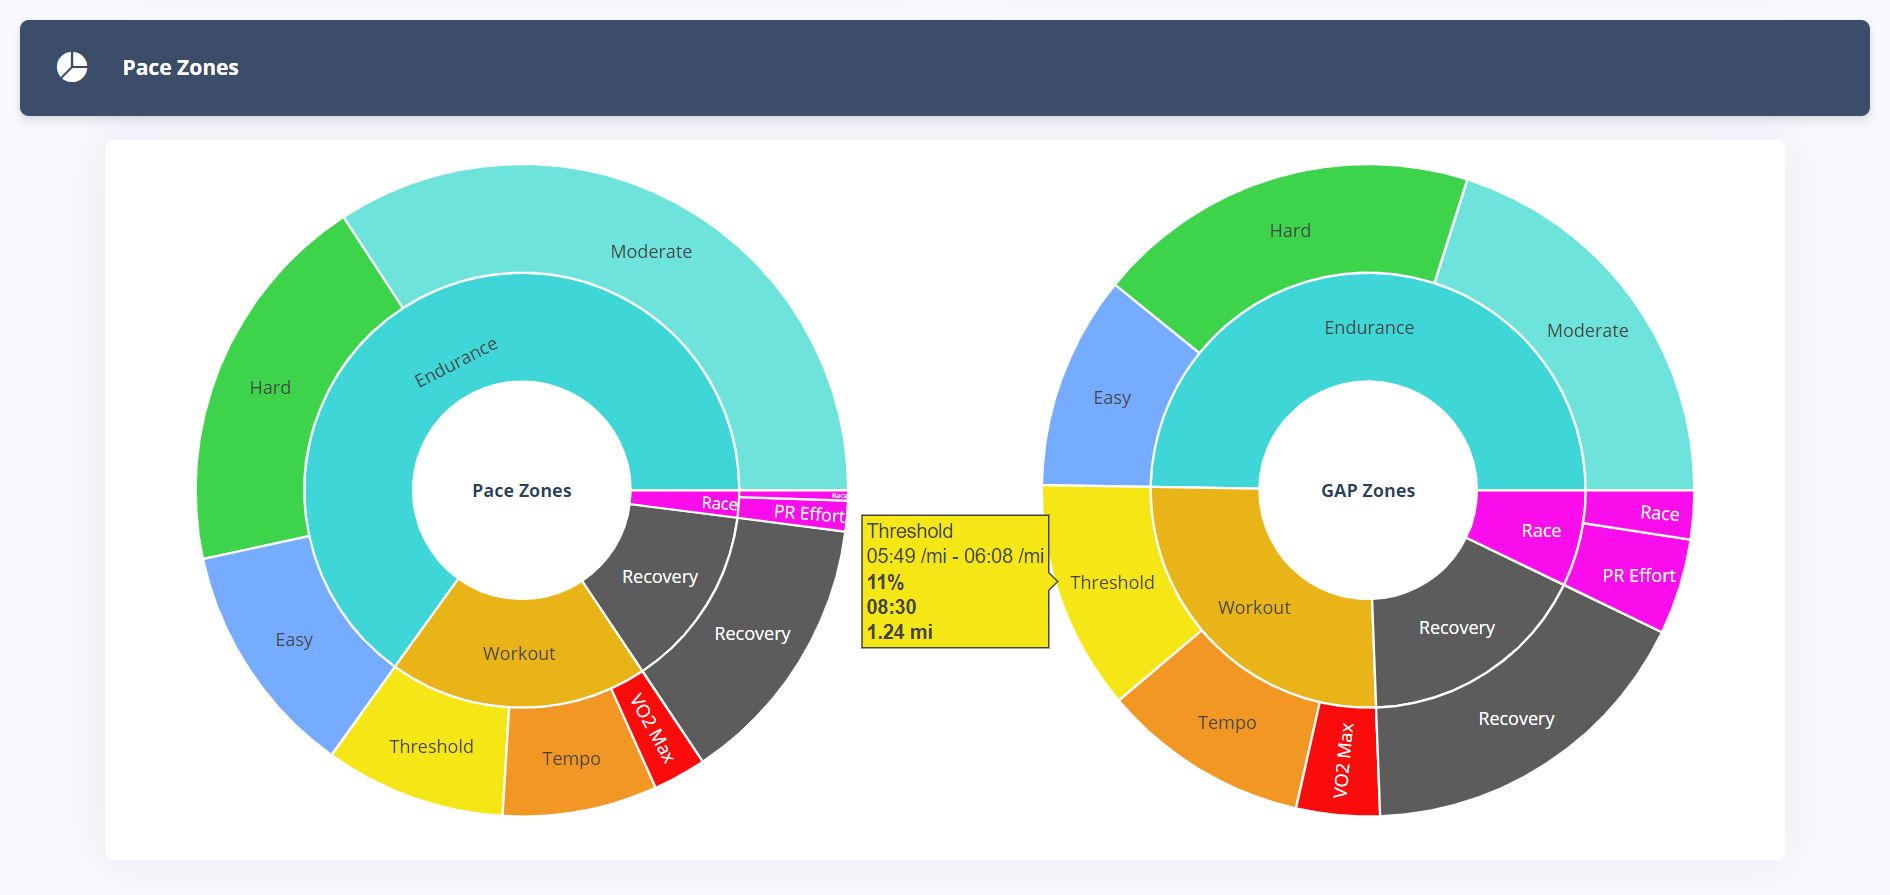 Pace Zones
Moderate
Hard
Endurance
Pace Zones
Race
Race
PR Effort
Recovery
Recovery
Easy
Workout
Threshold
Tempo
VO2 Max
Hard
Endurance
Moderate
Easy
GAP Zones
Race
Race
PR Effort
Threshold
05:49 /mi - 06:08 /mi
11%
08:30
1.24 mi
Threshold
Workout
Recovery
Recovery
Tempo
VO2 Max